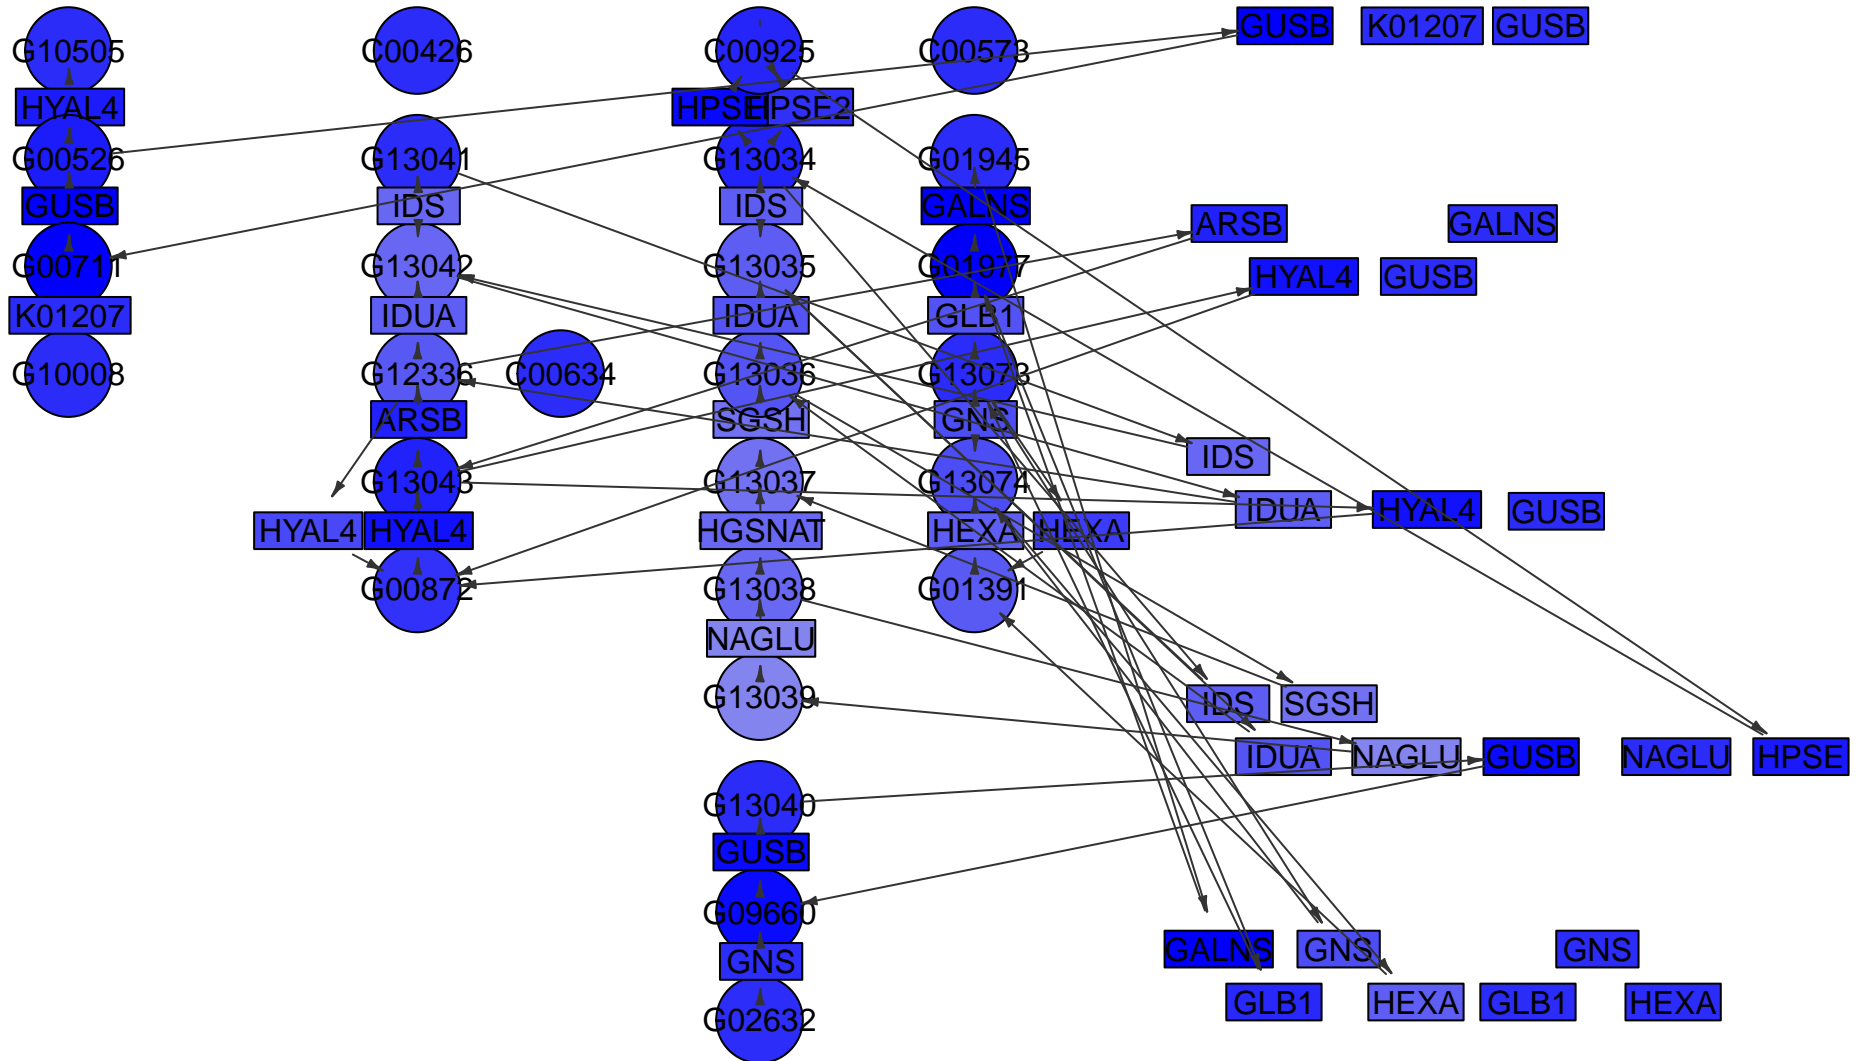 G10505 C00426 C00925 C00573 GUSB K01207 GUSB
HYAL4 HPSE HPSE2
G00526 G13041 G13034 G01945
GUSB IDS IDS GALNS ARSB GALNS
G00711 G13042 G13035 G01977 HYAL4 GUSB
K01207 IDUA IDUA GLB1
G10008 G12336 C00634 G13036 G13073
ARSB SGSH GNS
IDS
G13043 G13037 G13074
IDUA HYAL4 GUSB
HYAL4 HYAL4 HGSNAT HEXA HEXA
G00872 G13038 G01391
NAGLU
G13039 IDS SGSH
IDUA NAGLU GUSB NAGLU HPSE
G13040
GUSB
G09660
GNS GALNS GNS GNS
GLB1 HEXA GLB1 HEXA
G02632